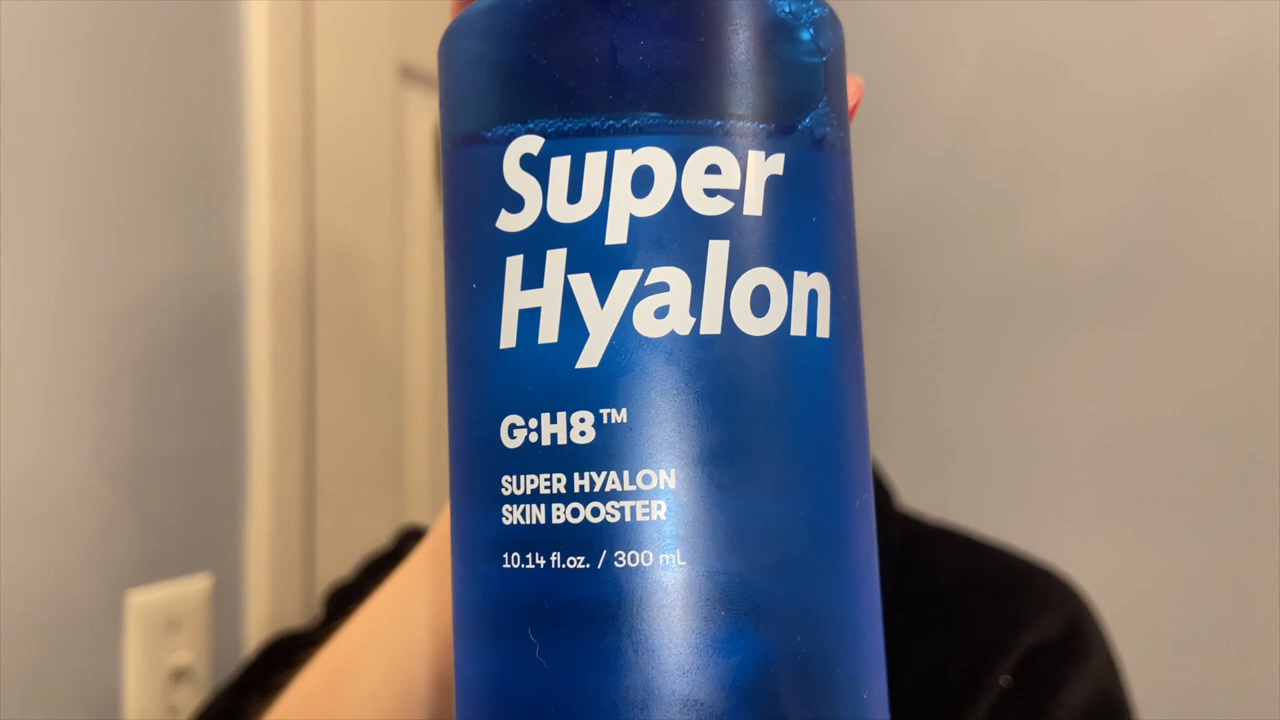 Super
Hyalon
G:H8™
SUPER HYALON
SKIN BOOSTER
10.14 fl.oz. / 300 mL